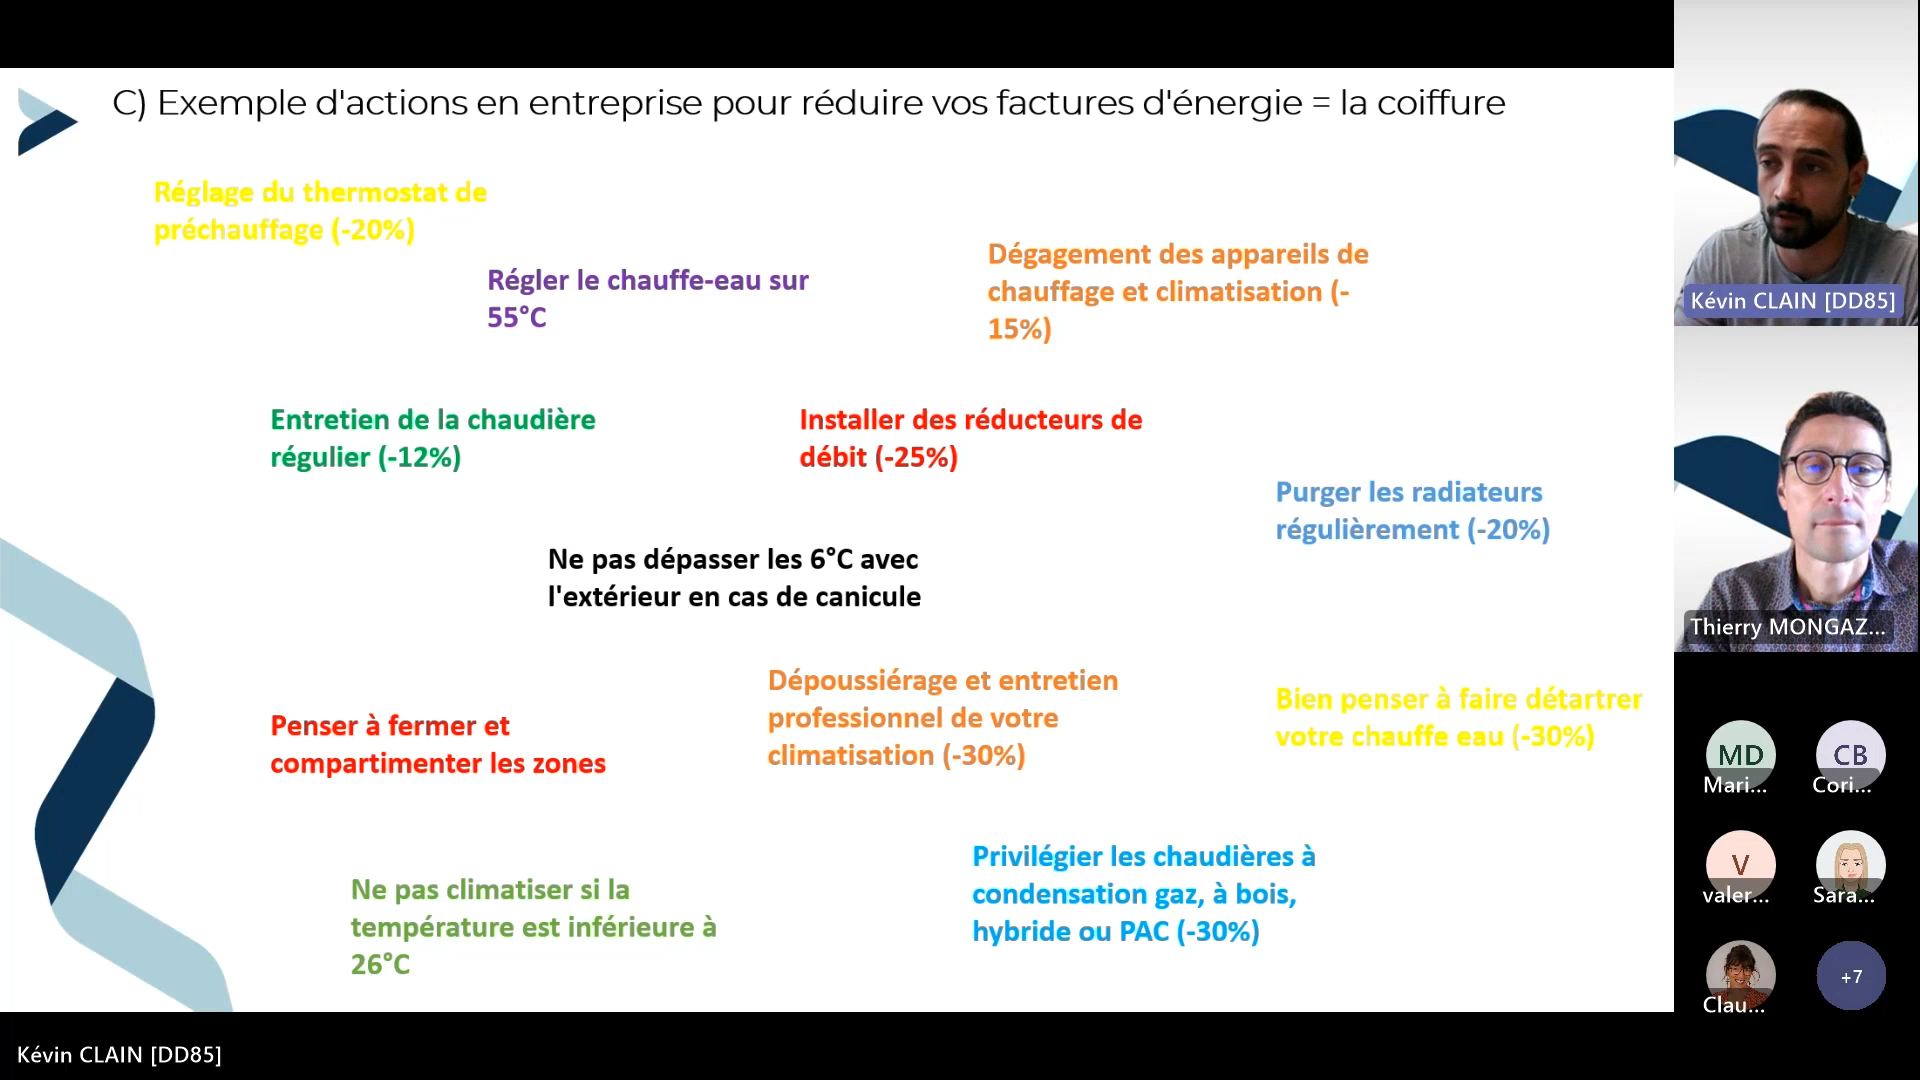 C) Exemple d'actions en entreprise pour réduire vos factures d'énergie = la coiffure
Réglage du thermostat de
préchauffage (-20%)
Régler le chauffe-eau sur
55°C
Dégagement des appareils de
chauffage et climatisation (-
15%)
Entretien de la chaudière
régulier (-12%)
Installer des réducteurs de
débit (-25%)
Purger les radiateurs
régulièrement (-20%)
Ne pas dépasser les 6°C avec
l'extérieur en cas de canicule
Penser à fermer et
compartimenter les zones
Dépoussiérage et entretien
professionnel de votre
climatisation (-30%)
Bien penser à faire détartrer
votre chauffe eau (-30%)
Ne pas climatiser si la
température est inférieure à
26°C
Privilégier les chaudières à
condensation gaz, à bois,
hybride ou PAC (-30%)
Kévin CLAIN [DD85]
Thierry MONGAZ...
MD
Mari...
CB
Cori...
V
valer...
Sara...
Clau...
+7
Kévin CLAIN [DD85]